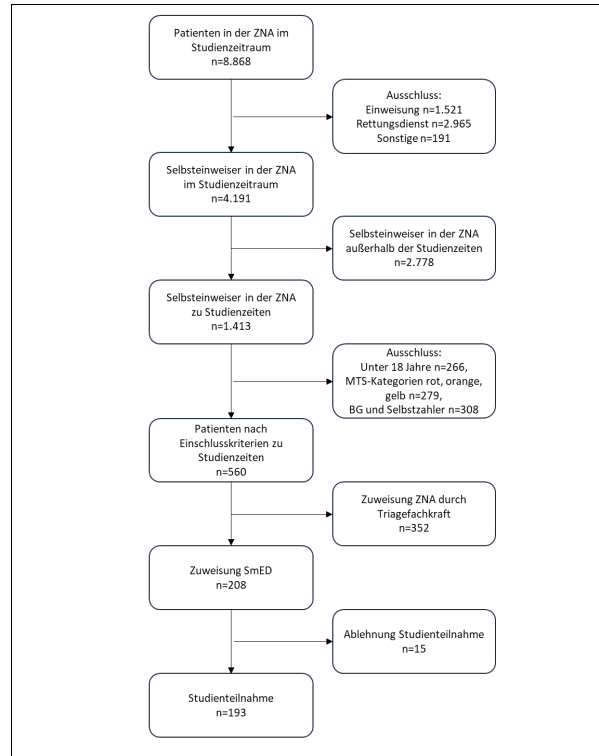 Patienten in der ZNA im
Studienzeitraum
n=8.868
Ausschluss:
Einweisung n=1.521
Rettungsdienst n=2.965
Sonstige n=191
Selbsteinweiser in der ZNA
im Studienzeitraum
n=4.191
Selbsteinweiser in der ZNA
außerhalb der Studienzeiten
n=2.778
Selbsteinweiser in der ZNA
zu Studienzeiten
n=1.413
Ausschluss:
Unter 18 Jahre n=266,
MTS-Kategorien rot, orange,
gelb n=279,
BG und Selbstzahler n=308
Patienten nach
Einschlusskriterien zu
Studienzeiten
n=560
Zuweisung ZNA durch
Triagefachkraft
n=352
Zuweisung SmED
n=208
Ablehnung Studienteilnahme
n=15
Studienteilnahme
n=193